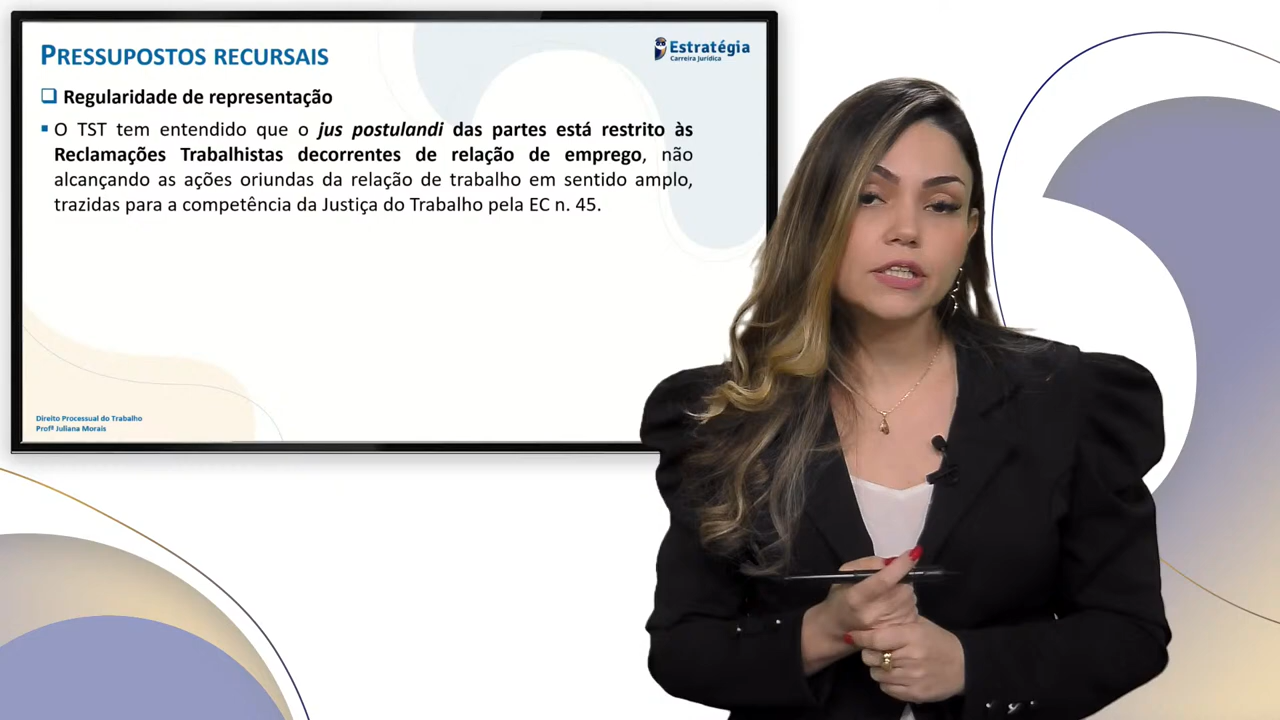 PRESSUPOSTOS RECURSAIS
Estratégia
Carreira Jurídica
Regularidade de representação
O TST tem entendido que o jus postulandi das partes está restrito às
Reclamações Trabalhistas decorrentes de relação de emprego, não
alcançando as ações oriundas da relação de trabalho em sentido amplo,
trazidas para a competência da Justiça do Trabalho pela EC n. 45.
Direito Processual do Trabalho
Profª Juliana Morais